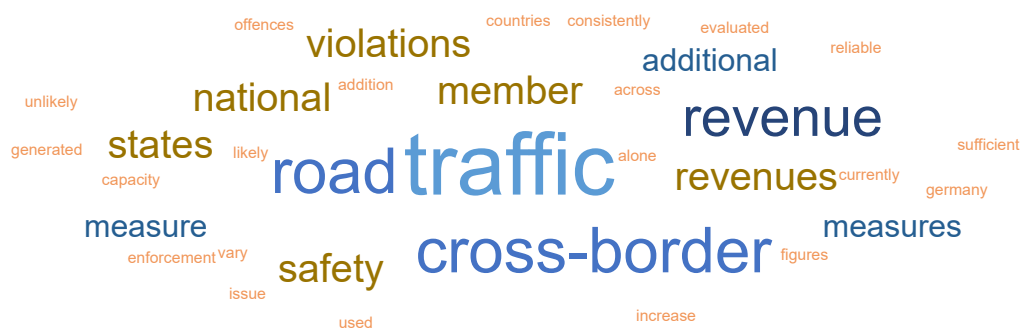 offences
countries
consistently
evaluated
violations
reliable
additional
addition
member
across
national
unlikely
revenue
states
generated
likely
road
traffic
alone
sufficient
capacity
revenues
currently
germany
measure
measures
enforcement
vary
cross-border
figures
safety
issue
used
increase